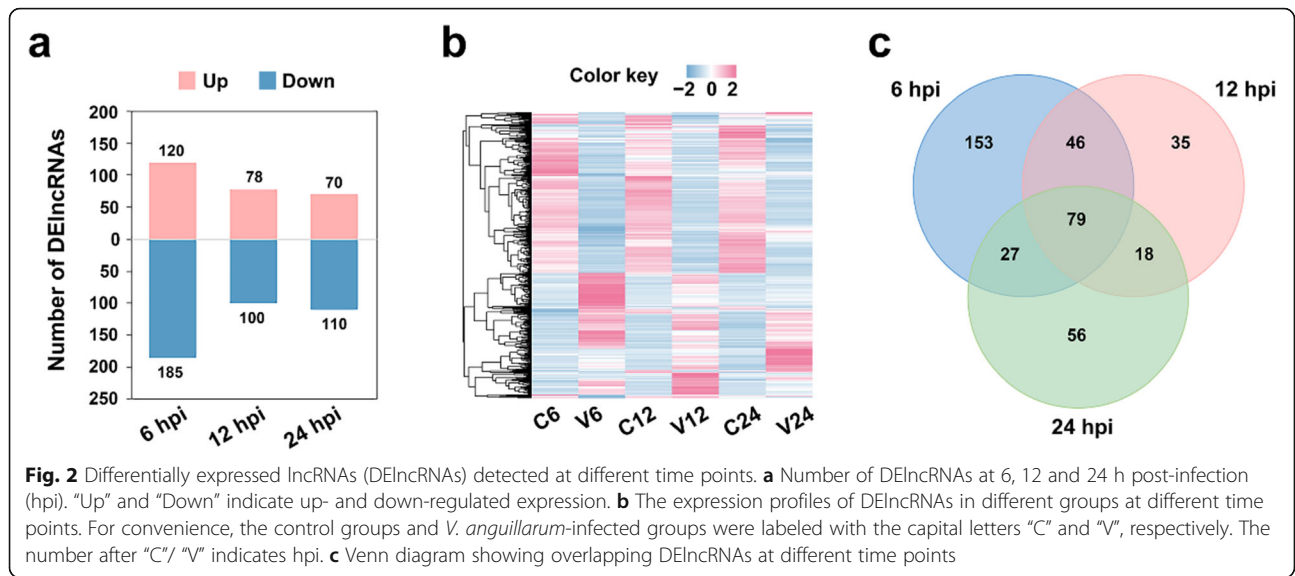 a
Up Down
Number of DElncRNAs
200
150
100
50
0
50
100
150
200
250
120
78
70
185
100
110
6 hpi
12 hpi
24 hpi
b
Color key
−2 0 2
C6
V6
C12
V12
C24
V24
c
6 hpi
12 hpi
153
46
35
79
27
18
56
24 hpi
Fig. 2 Differentially expressed lncRNAs (DElncRNAs) detected at different time points. a Number of DElncRNAs at 6, 12 and 24 h post-infection
(hpi). “Up” and “Down” indicate up- and down-regulated expression. b The expression profiles of DElncRNAs in different groups at different time
points. For convenience, the control groups and V. anguillarum-infected groups were labeled with the capital letters “C” and “V”, respectively. The
number after “C”/ “V” indicates hpi. c Venn diagram showing overlapping DElncRNAs at different time points